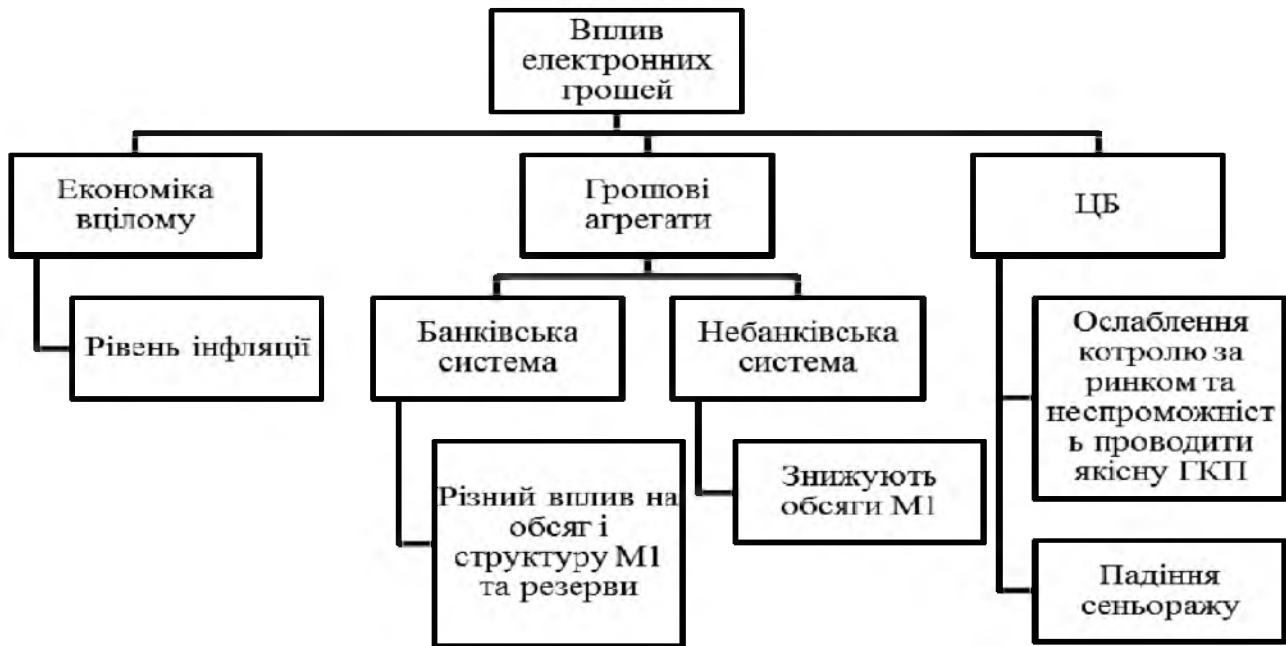 Вплив
електронних
грошей
Економіка
вцілому
Грошові
агрегати
ЦБ
Рівень інфляції
Банківська
система
Небанківська
система
Ослаблення
котролю за
ринком та
неспроможніст
ь проводити
якісну ГКП
Різний вплив на
обсяг і
структуру М1
та резерви
Знижують
обсяги М1
Падіння
сеньоражу